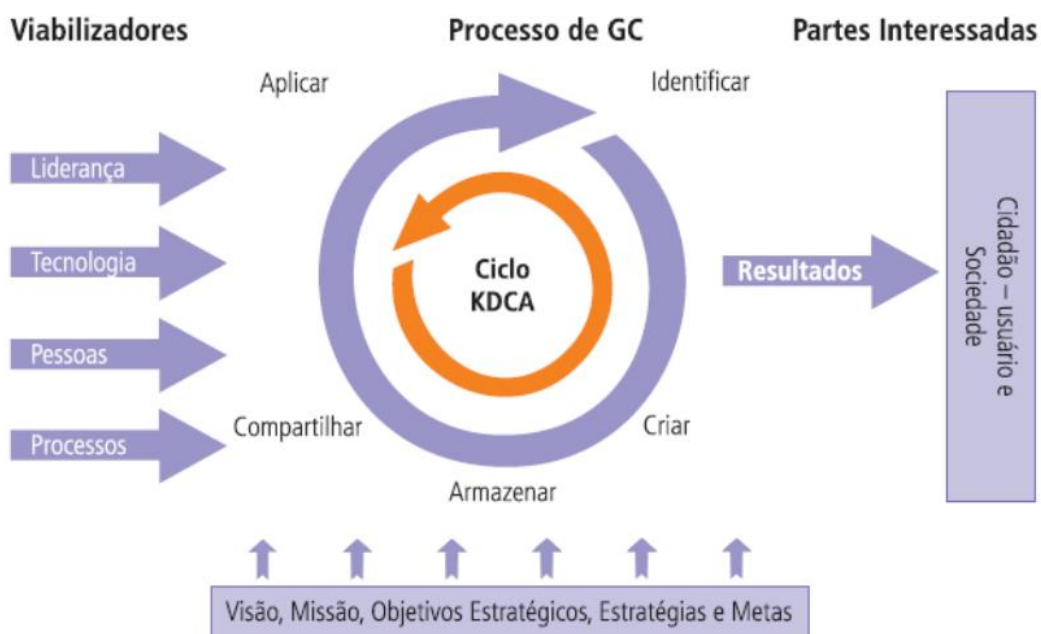 Viabilizadores
Processo de GC
Partes Interessadas
Aplicar
Identificar
Liderança
Tecnologia
Pessoas
Processos
Ciclo
KDCA
Resultados
Cidadão – usuário e
Sociedade
Compartilhar
Criar
Armazenar
Visão, Missão, Objetivos Estratégicos, Estratégias e Metas